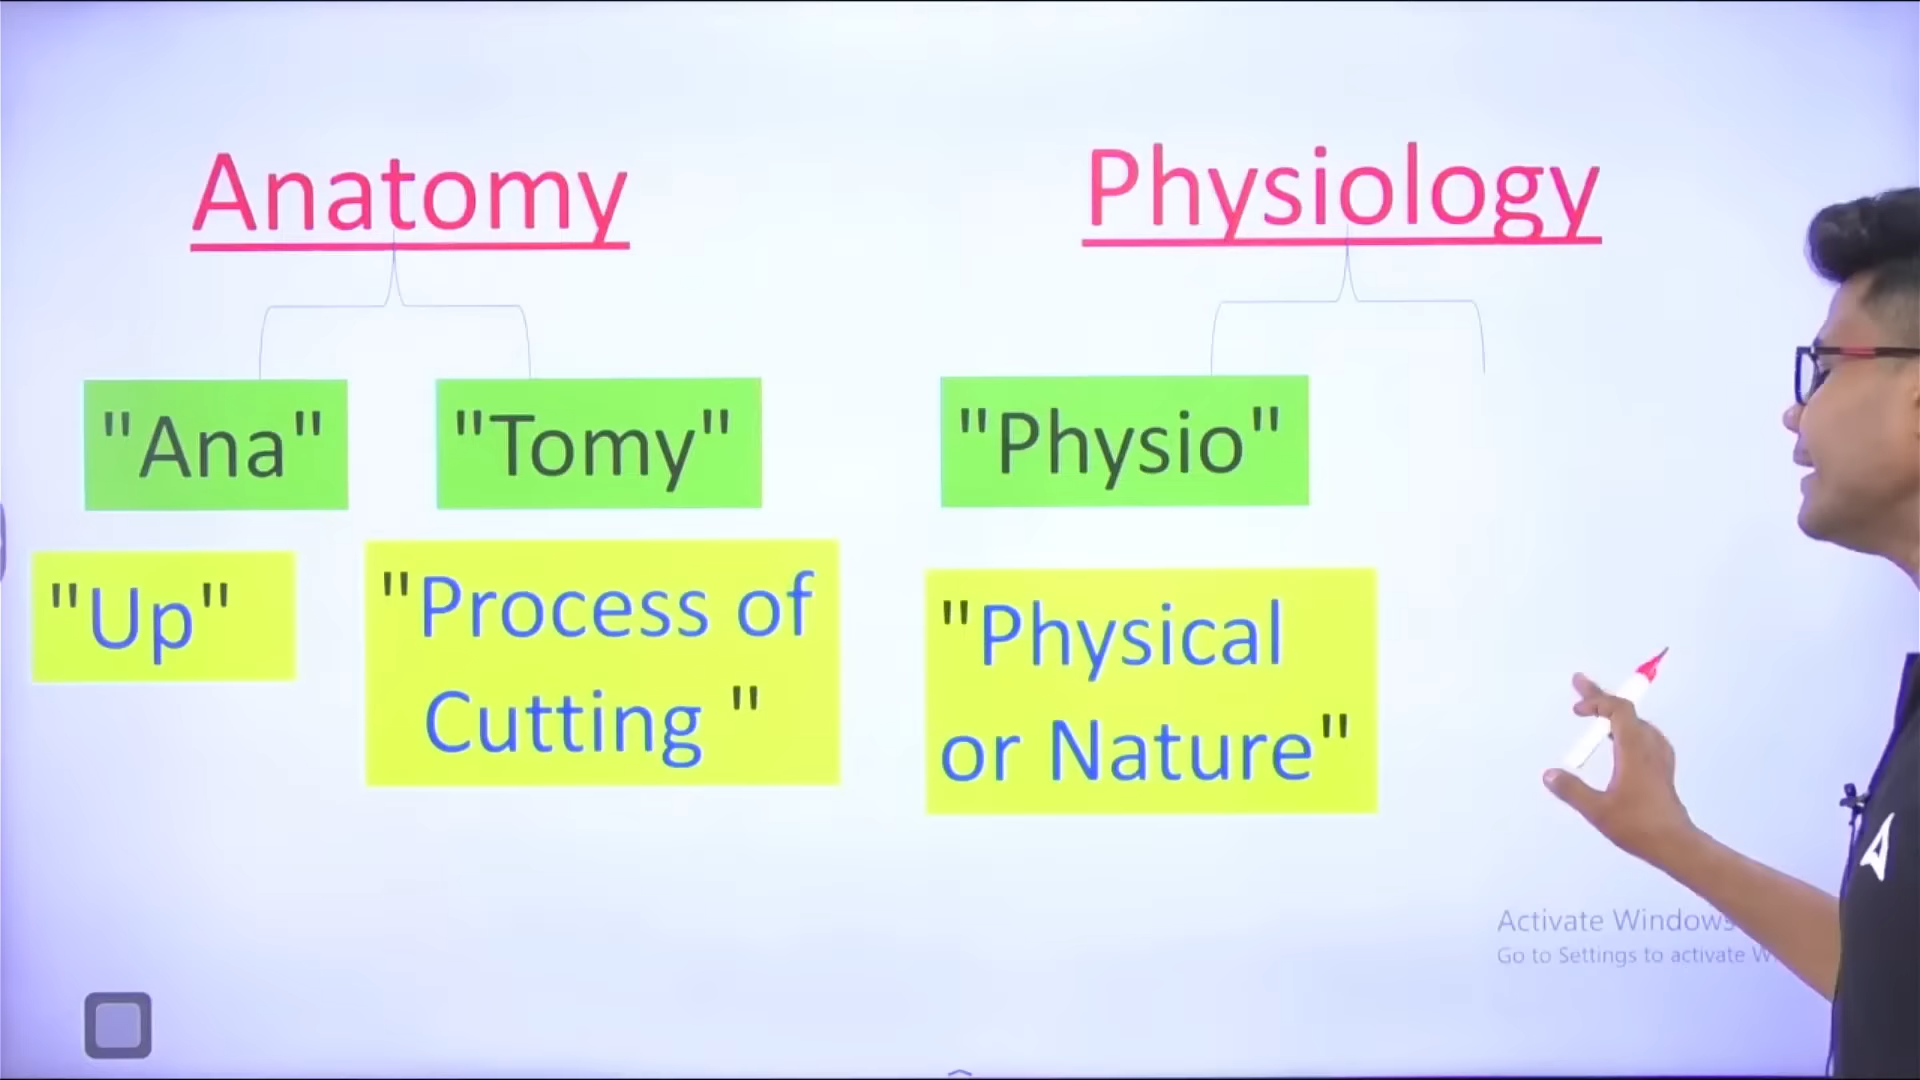 Anatomy
Physiology
"Ana"
"Tomy"
"Physio"
"Up"
"Process of
Cutting "
"Physical
or Nature"
Activate Windows
Go to Settings to activate